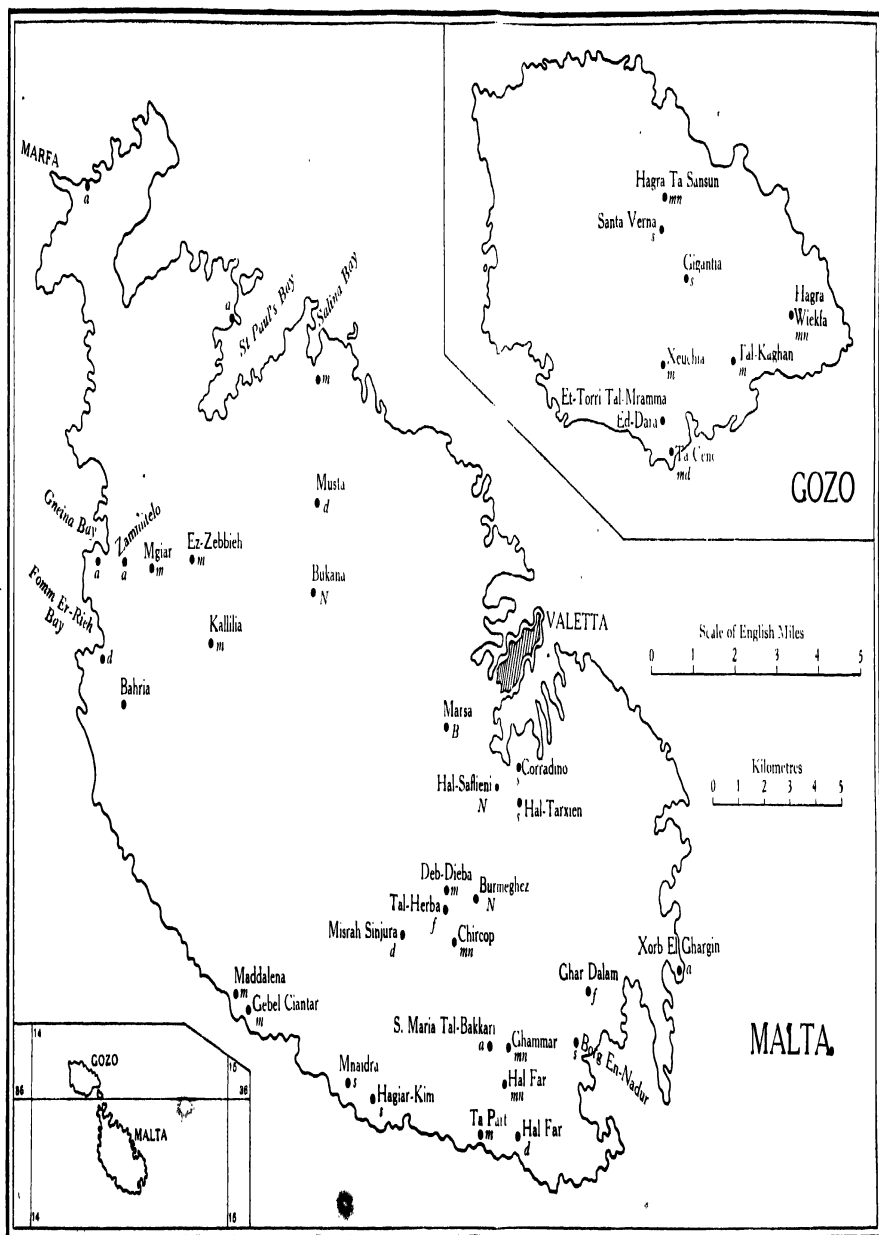 MARFA
a
a
St Paul's Bay
Salina Bay
m
Musta
d
Gneina Bay
a
Zammitelo
a
Mgiar
m
Ez-Zebbieh
m
Bukana
N
Fomm Er-Rich
Bay
d
Kallilia
m
Bahria
VALETTA
Marsa
B
Corradino
s
Hal-Saflieni
N
Hal-Tarxien
s
Deb-Dieba
m
Burmeghez
N
Tal-Herba
f
Misrah Sinjura
d
Chircop
mn
Xorb El Ghargin
a
Ghar Dalam
f
Maddalena
m
Gebel Ciantar
m
S. Maria Tal-Bakkari
a
Ghammar
mn
Borg En-Nadur
s
Hal Far
mn
Mnaidra
s
Hagiar-Kim
s
Ta Part
m
Hal Far
d
MALTA
Hagra Ta Sansun
mn
Santa Verna
s
Gigantia
s
Hagra
Wiekfa
mn
Xeuchia
m
Tal-Kaghan
m
Et-Torri Tal-Mramma
Ed-Dara
Ta Cenc
md
GOZO
Scale of English Miles
0 1 2 3 4 5
Kilometres
0 1 2 3 4 5
14
15
GOZO
36
36
MALTA
14
15